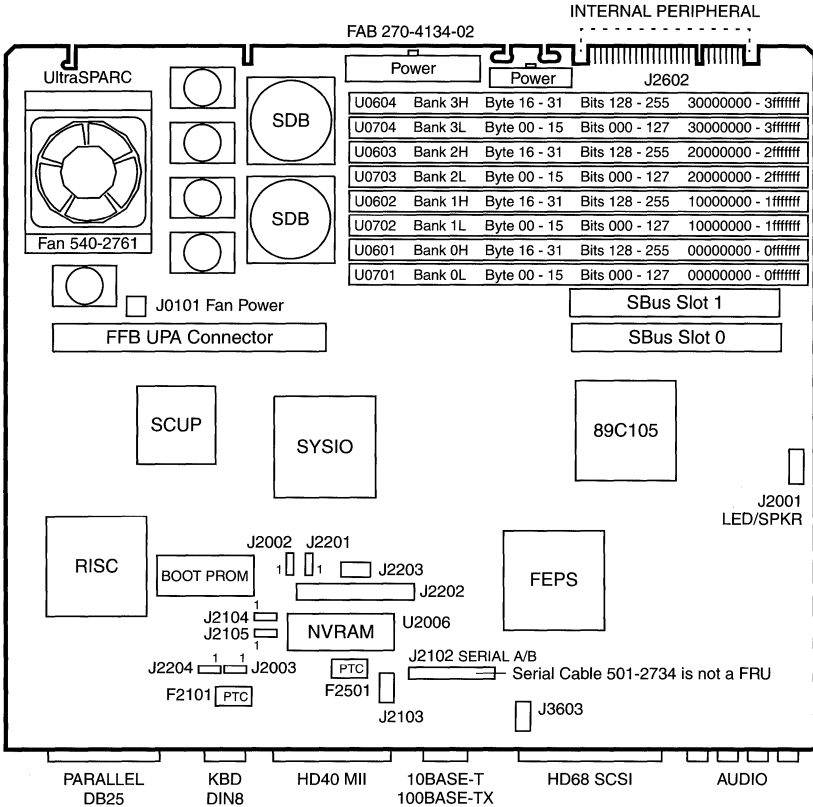 INTERNAL PERIPHERAL
FAB 270-4134-02
UltraSPARC
Power
Power
J2602
SDB
U0604 Bank 3H Byte 16 - 31 Bits 128 - 255 30000000 - 3fffffff
U0704 Bank 3L Byte 00 - 15 Bits 000 - 127 30000000 - 3fffffff
U0603 Bank 2H Byte 16 - 31 Bits 128 - 255 20000000 - 2fffffff
U0703 Bank 2L Byte 00 - 15 Bits 000 - 127 20000000 - 2fffffff
U0602 Bank 1H Byte 16 - 31 Bits 128 - 255 10000000 - 1fffffff
U0702 Bank 1L Byte 00 - 15 Bits 000 - 127 10000000 - 1fffffff
U0601 Bank 0H Byte 16 - 31 Bits 128 - 255 00000000 - 0fffffff
U0701 Bank 0L Byte 00 - 15 Bits 000 - 127 00000000 - 0fffffff
SDB
Fan 540-2761
J0101 Fan Power
SBus Slot 1
FFB UPA Connector
SBus Slot 0
SCUP
SYSIO
89C105
J2001
LED/SPKR
RISC
BOOT PROM
J2002
1
J2201
1
J2203
J2202
FEPS
1
J2104
J2105
1
NVRAM
U2006
J2204
1
1
J2003
F2101
PTC
PTC
F2501
J2103
J2102 SERIAL A/B
Serial Cable 501-2734 is not a FRU
J3603
PARALLEL
DB25
KBD
DIN8
HD40 MII
10BASE-T
100BASE-TX
HD68 SCSI
AUDIO